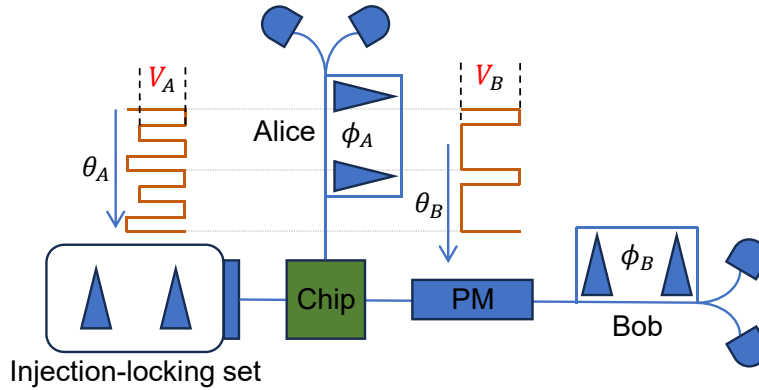 V_A
V_B
Alice
ϕ_A
θ_A
θ_B
ϕ_B
Chip
PM
Bob
Injection-locking set